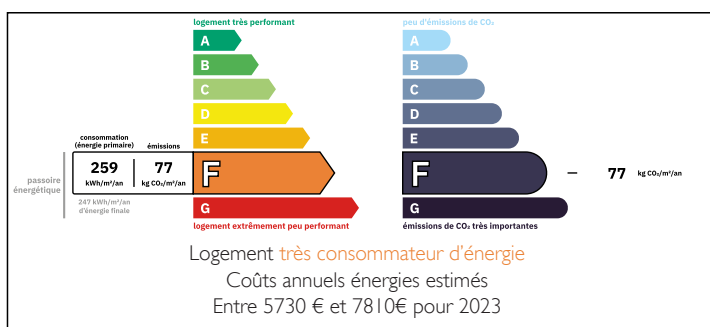 logement très performant
A
B
C
D
E
consommation
(énergie primaire)
émissions
passoire
énergétique
259
kWh/m²/an
77
kg CO₂/m²/an
F
247 kWh/m²/an
d'énergie finale
G
logement extrêmement peu performant
peu d'émissions de CO₂
A
B
C
D
E
F
77 kg CO₂/m²/an
G
émissions de CO₂ très importantes
Logement très consommateur d'énergie
Coûts annuels énergies estimés
Entre 5730 € et 7810€ pour 2023